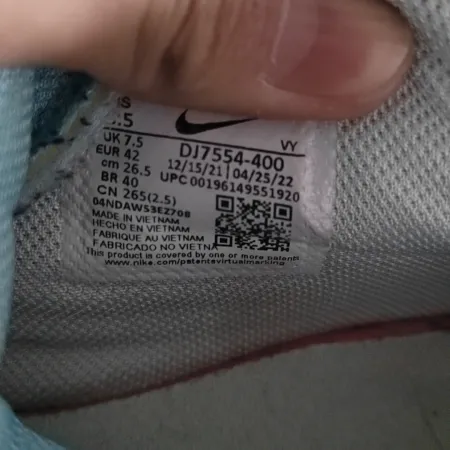 VY
UK 7.5
EUR 42
cm 26.5
BR 40
CN 265(2.5)
DJ7554-400
12/15/21 04/25/22
UPC 00196149551920
04NDAWS3EZ70B
MADE IN VIETNAM
HECHO EN VIETNAM
FABRIQUE AU VIETNAM
FABRICADO NO VIETNA
This product is covered by one or more patents
www.nike.com/patentsvirtualmarking